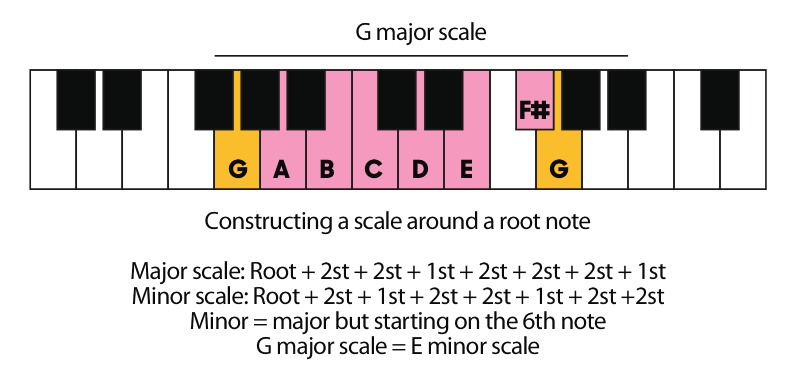 G major scale
F#
G A B C D E G
Constructing a scale around a root note
Major scale: Root + 2st + 2st + 1st + 2st + 2st + 2st + 1st
Minor scale: Root + 2st + 1st + 2st + 2st + 1st + 2st +2st
Minor = major but starting on the 6th note
G major scale = E minor scale